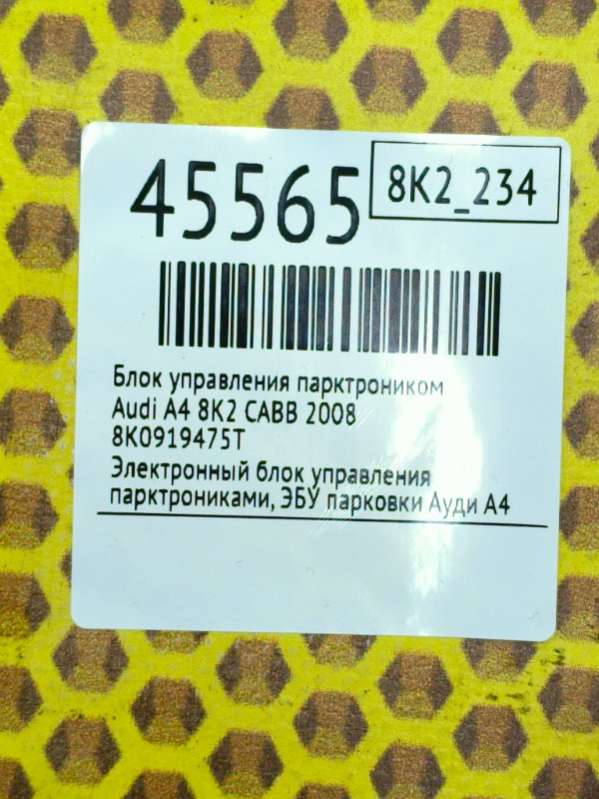 45565
8K2_234
Блок управления парктроником
Audi A4 8K2 CABB 2008
8K0919475T
Электронный блок управления
парктрониками, ЭБУ парковки Ауди А4